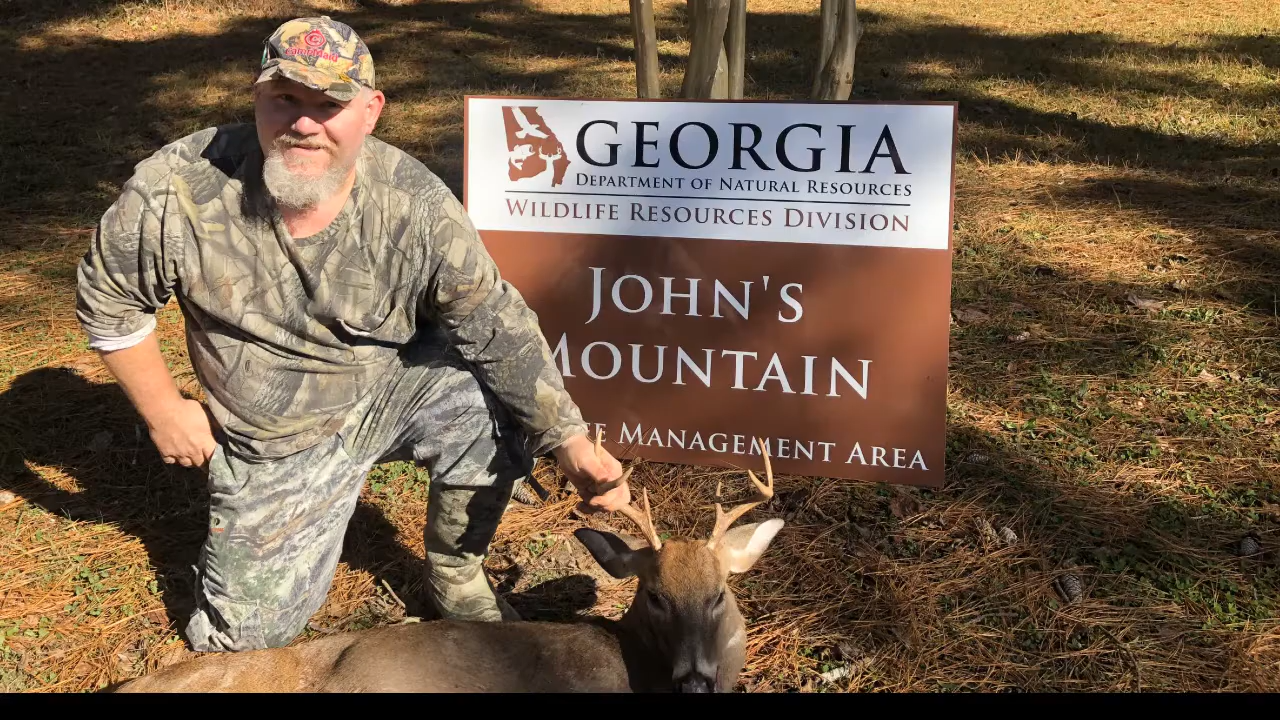 GEORGIA
DEPARTMENT OF NATURAL RESOURCES
WILDLIFE RESOURCES DIVISION
JOHN'S
MOUNTAIN
MANAGEMENT AREA